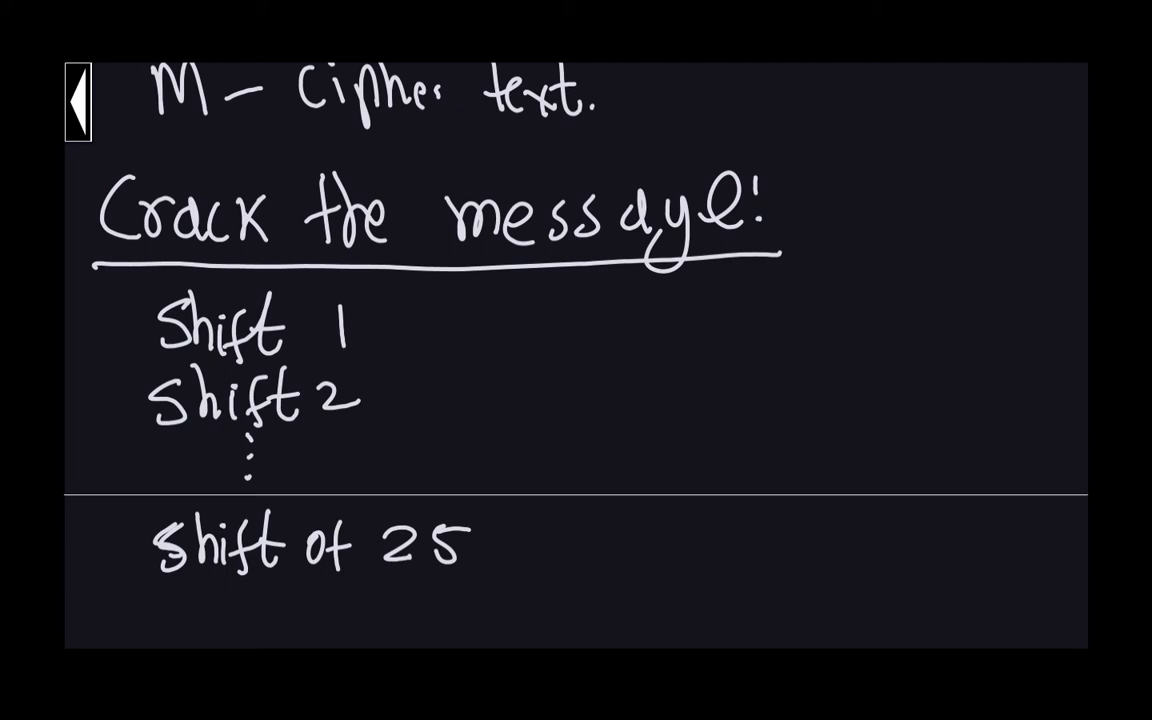 M - Cipher text.
Crack the message!
Shift 1
Shift 2
⋮
Shift of 25